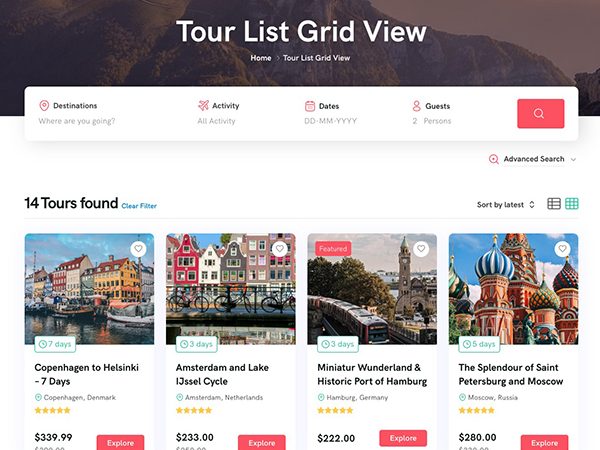 Tour List Grid View
Home > Tour List Grid View
Destinations
Where are you going?
Activity
All Activity
Dates
DD-MM-YYYY
Guests
2 Persons
Advanced Search
14 Tours found Clear Filter
Sort by latest
7 days
Copenhagen to Helsinki
- 7 Days
Copenhagen, Denmark
$339.99
Explore
3 days
Amsterdam and Lake
IJssel Cycle
Amsterdam, Netherlands
$233.00
Explore
Featured
3 days
Miniatur Wunderland &
Historic Port of Hamburg
Hamburg, Germany
$222.00
Explore
5 days
The Splendour of Saint
Petersburg and Moscow
Moscow, Russia
$280.00
Explore